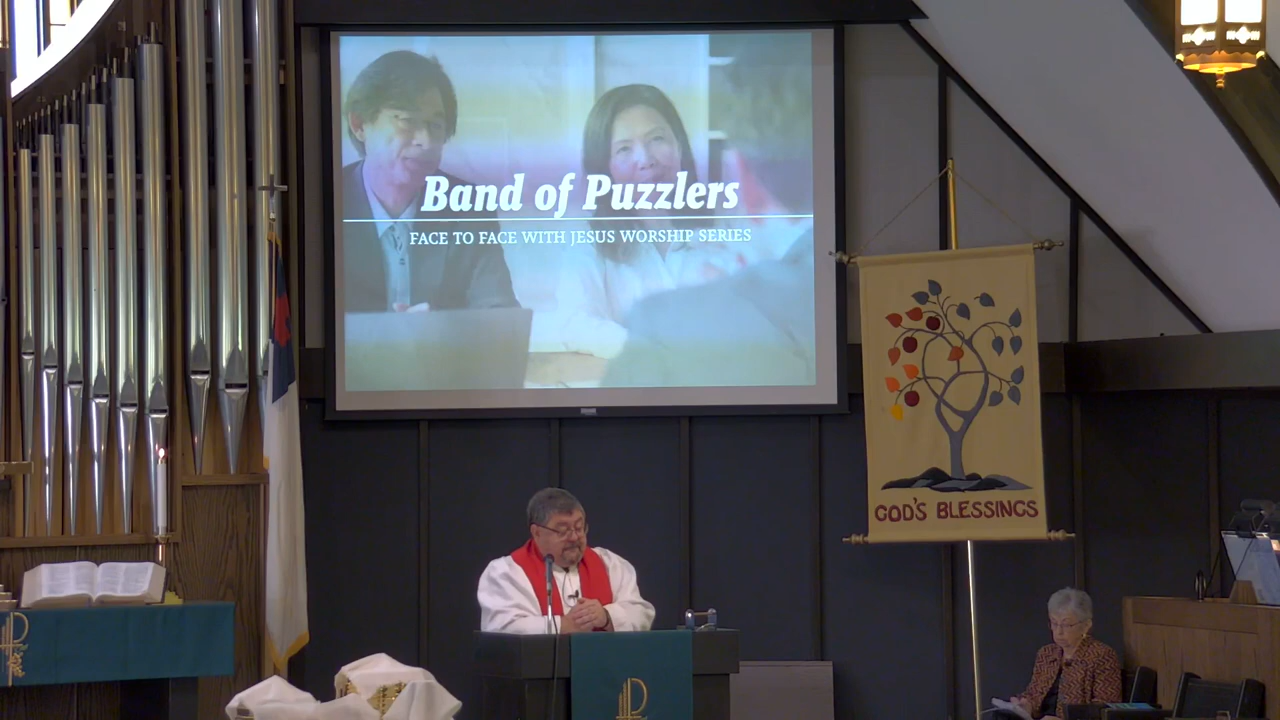 Band of Puzzlers
FACE TO FACE WITH JESUS WORSHIP SERIES
GOD'S BLESSINGS